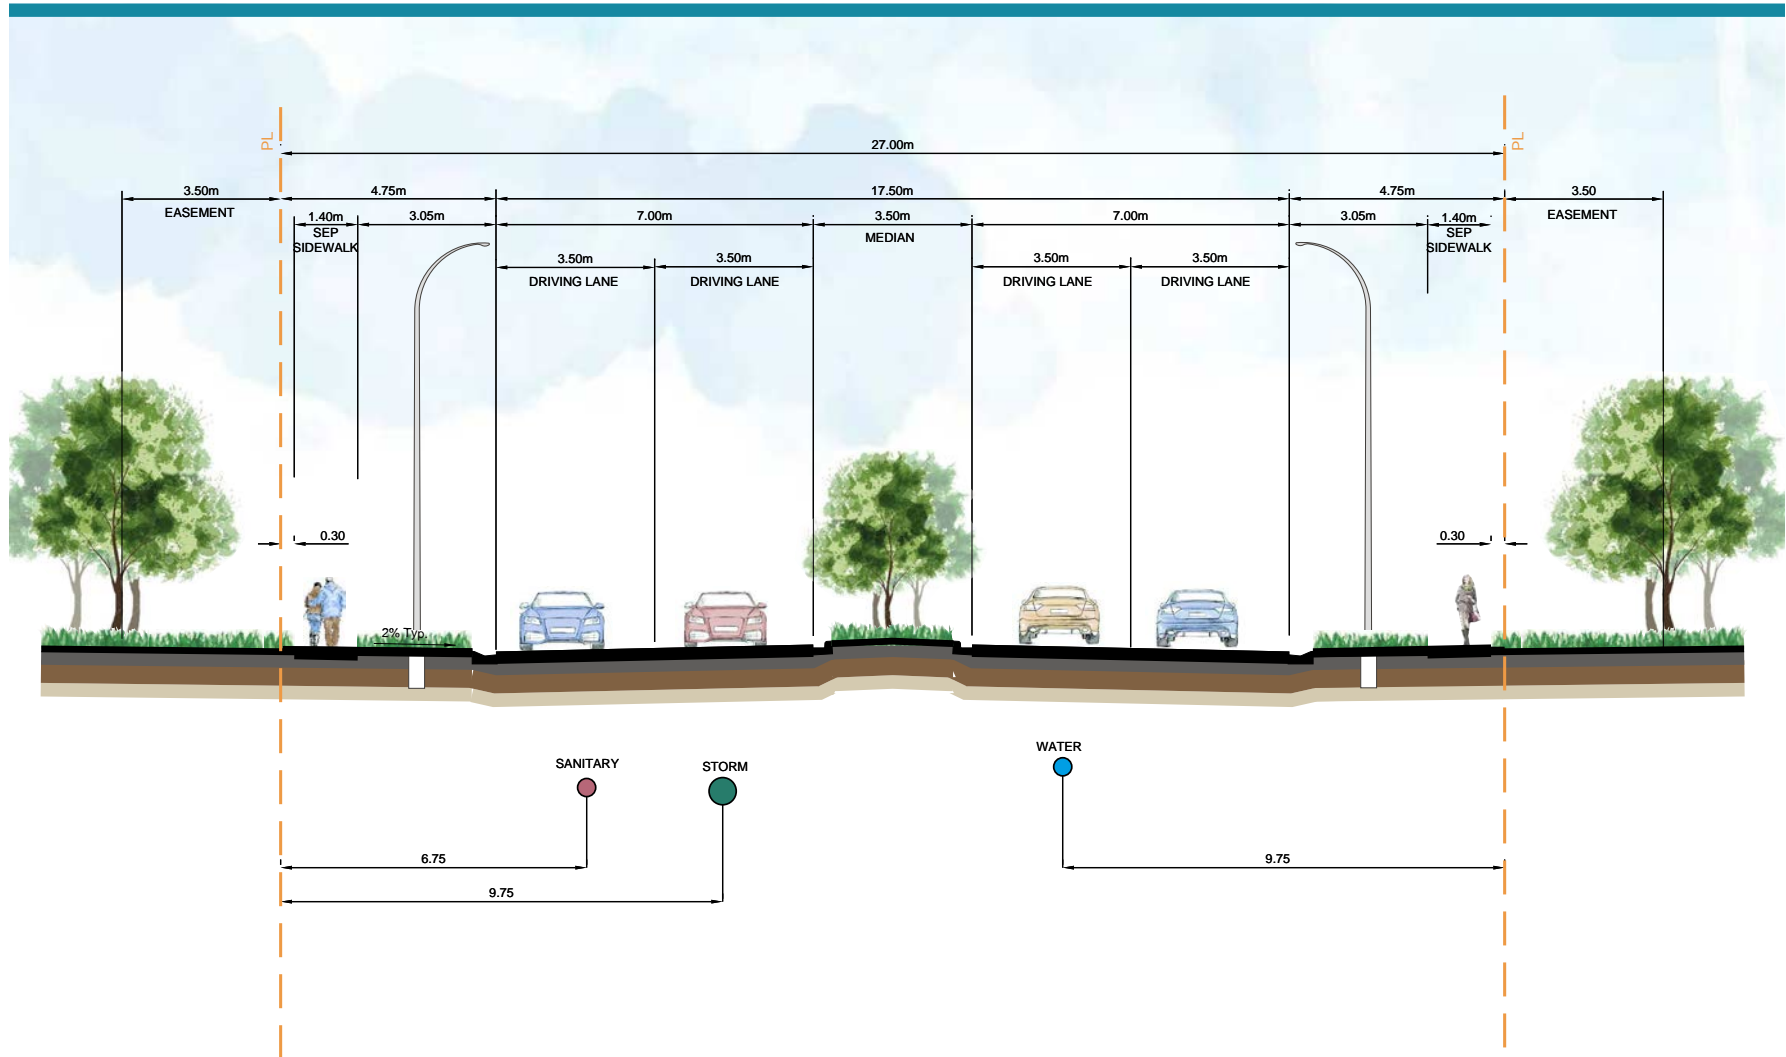 PL
PL
27.00m
3.50m
4.75m
17.50m
4.75m
3.50
EASEMENT
EASEMENT
1.40m
3.05m
7.00m
3.50m
7.00m
3.05m
1.40m
SEP
SIDEWALK
MEDIAN
SEP
SIDEWALK
3.50m
3.50m
3.50m
3.50m
DRIVING LANE
DRIVING LANE
DRIVING LANE
DRIVING LANE
0.30
0.30
2% Typ.
SANITARY
STORM
WATER
6.75
9.75
9.75